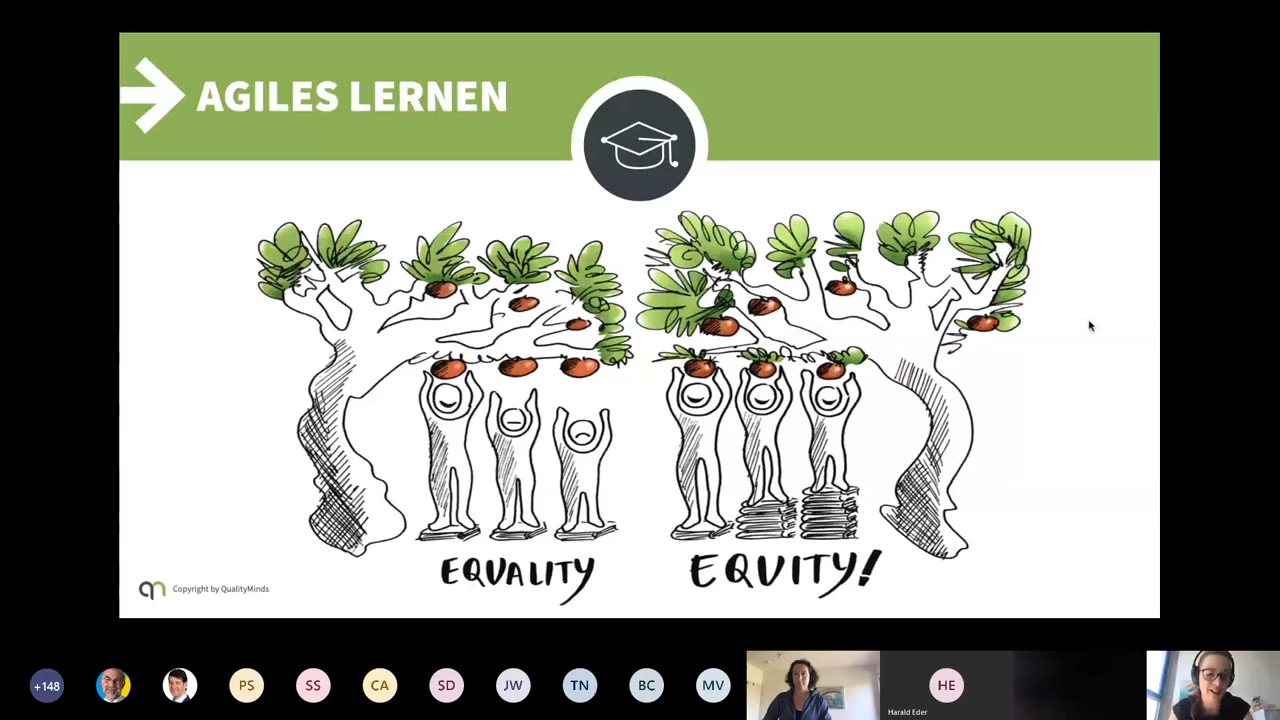 AGILES LERNEN
EQUALITY
EQUITY!
Copyright by QualityMinds
+148
PS
SS
CA
SD
JW
TN
BC
MV
HE
Harald Eder